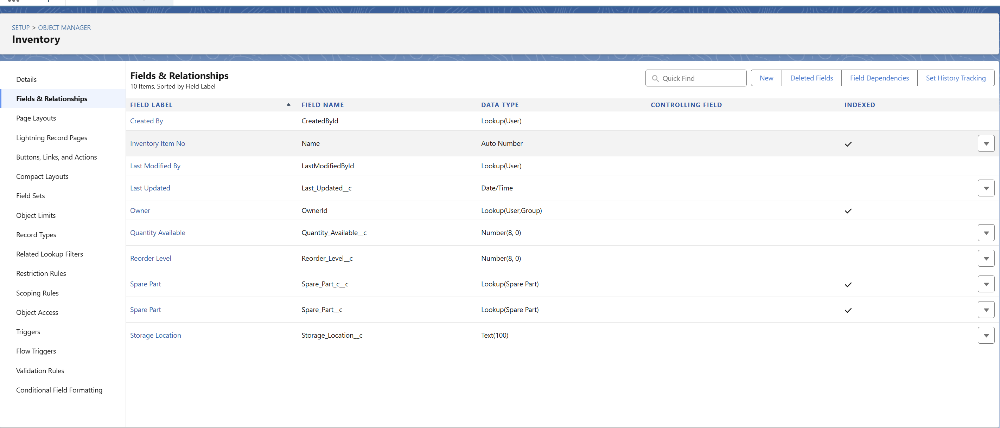 SETUP > OBJECT MANAGER
Inventory
Details
Fields & Relationships
Page Layouts
Lightning Record Pages
Buttons, Links, and Actions
Compact Layouts
Field Sets
Object Limits
Record Types
Related Lookup Filters
Restriction Rules
Scoping Rules
Object Access
Triggers
Flow Triggers
Validation Rules
Conditional Field Formatting
Fields & Relationships
10 Items, Sorted by Field Label
Quick Find
New Deleted Fields Field Dependencies Set History Tracking
FIELD LABEL FIELD NAME DATA TYPE CONTROLLING FIELD INDEXED
Created By CreatedById Lookup(User)
Inventory Item No Name Auto Number
Last Modified By LastModifiedById Lookup(User)
Last Updated Last_Updated__c Date/Time
Owner OwnerId Lookup(User,Group)
Quantity Available Quantity_Available__c Number(8, 0)
Reorder Level Reorder_Level__c Number(8, 0)
Spare Part Spare_Part_c__c Lookup(Spare Part)
Spare Part Spare_Part__c Lookup(Spare Part)
Storage Location Storage_Location__c Text(100)